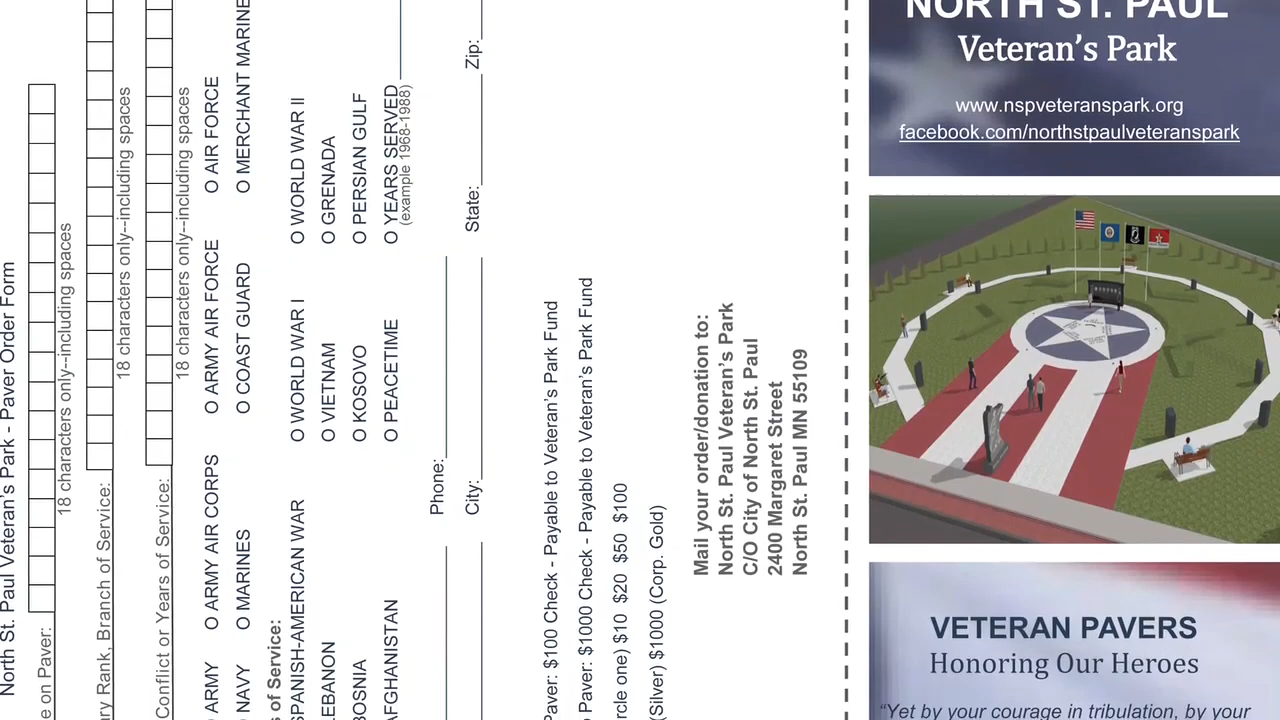 North St. Paul Veteran's Park - Paver Order Form
e on Paver:
18 characters only--including spaces
ry Rank, Branch of Service:
18 characters only--including spaces
Conflict or Years of Service:
18 characters only--including spaces
O ARMY O ARMY AIR CORPS O ARMY AIR FORCE O AIR FORCE
O NAVY O MARINES O COAST GUARD O MERCHANT MARINE
s of Service:
SPANISH-AMERICAN WAR O WORLD WAR I O WORLD WAR II
EBANON O VIETNAM O GRENADA
BOSNIA O KOSOVO O PERSIAN GULF
AFGHANISTAN O PEACETIME O YEARS SERVED
(example 1968-1988)
Phone:
City: State: Zip:
Paver: $100 Check - Payable to Veteran's Park Fund
o Paver: $1000 Check - Payable to Veteran's Park Fund
rcle one) $10 $20 $50 $100
(Silver) $1000 (Corp. Gold)
Mail your order/donation to:
North St. Paul Veteran's Park
C/O City of North St. Paul
2400 Margaret Street
North St. Paul MN 55109
NORTH ST. PAUL
Veteran's Park
www.nspveteranspark.org
facebook.com/northstpaulveteranspark
VETERAN PAVERS
Honoring Our Heroes
“Yet by your courage in tribulation, by your